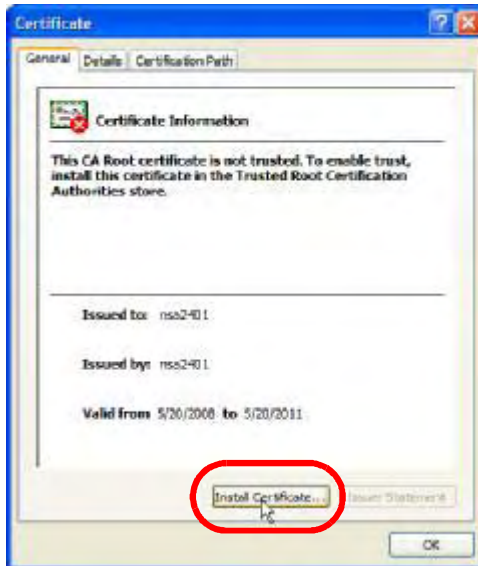 Certificate
General Details Certification Path
Certificate Information
This CA Root certificate is not trusted. To enable trust,
install this certificate in the Trusted Root Certification
Authorities store.
Issued to: nsa2401
Issued by: nsa2401
Valid from 5/20/2008 to 5/20/2011
Install Certificate... Issuer Statement
OK